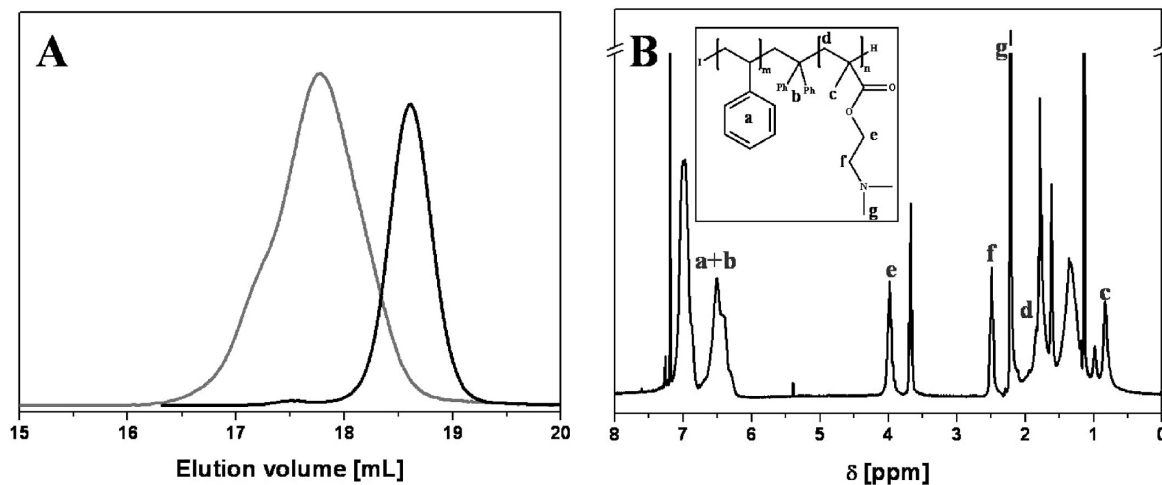 A
15 16 17 18 19 20
Elution volume [mL]
B
g
d
I
m
Ph
Ph
b
n
H
c
O
O
a
e
f
N
g
a+b
e
f
d
c
8 7 6 5 4 3 2 1 0
δ [ppm]